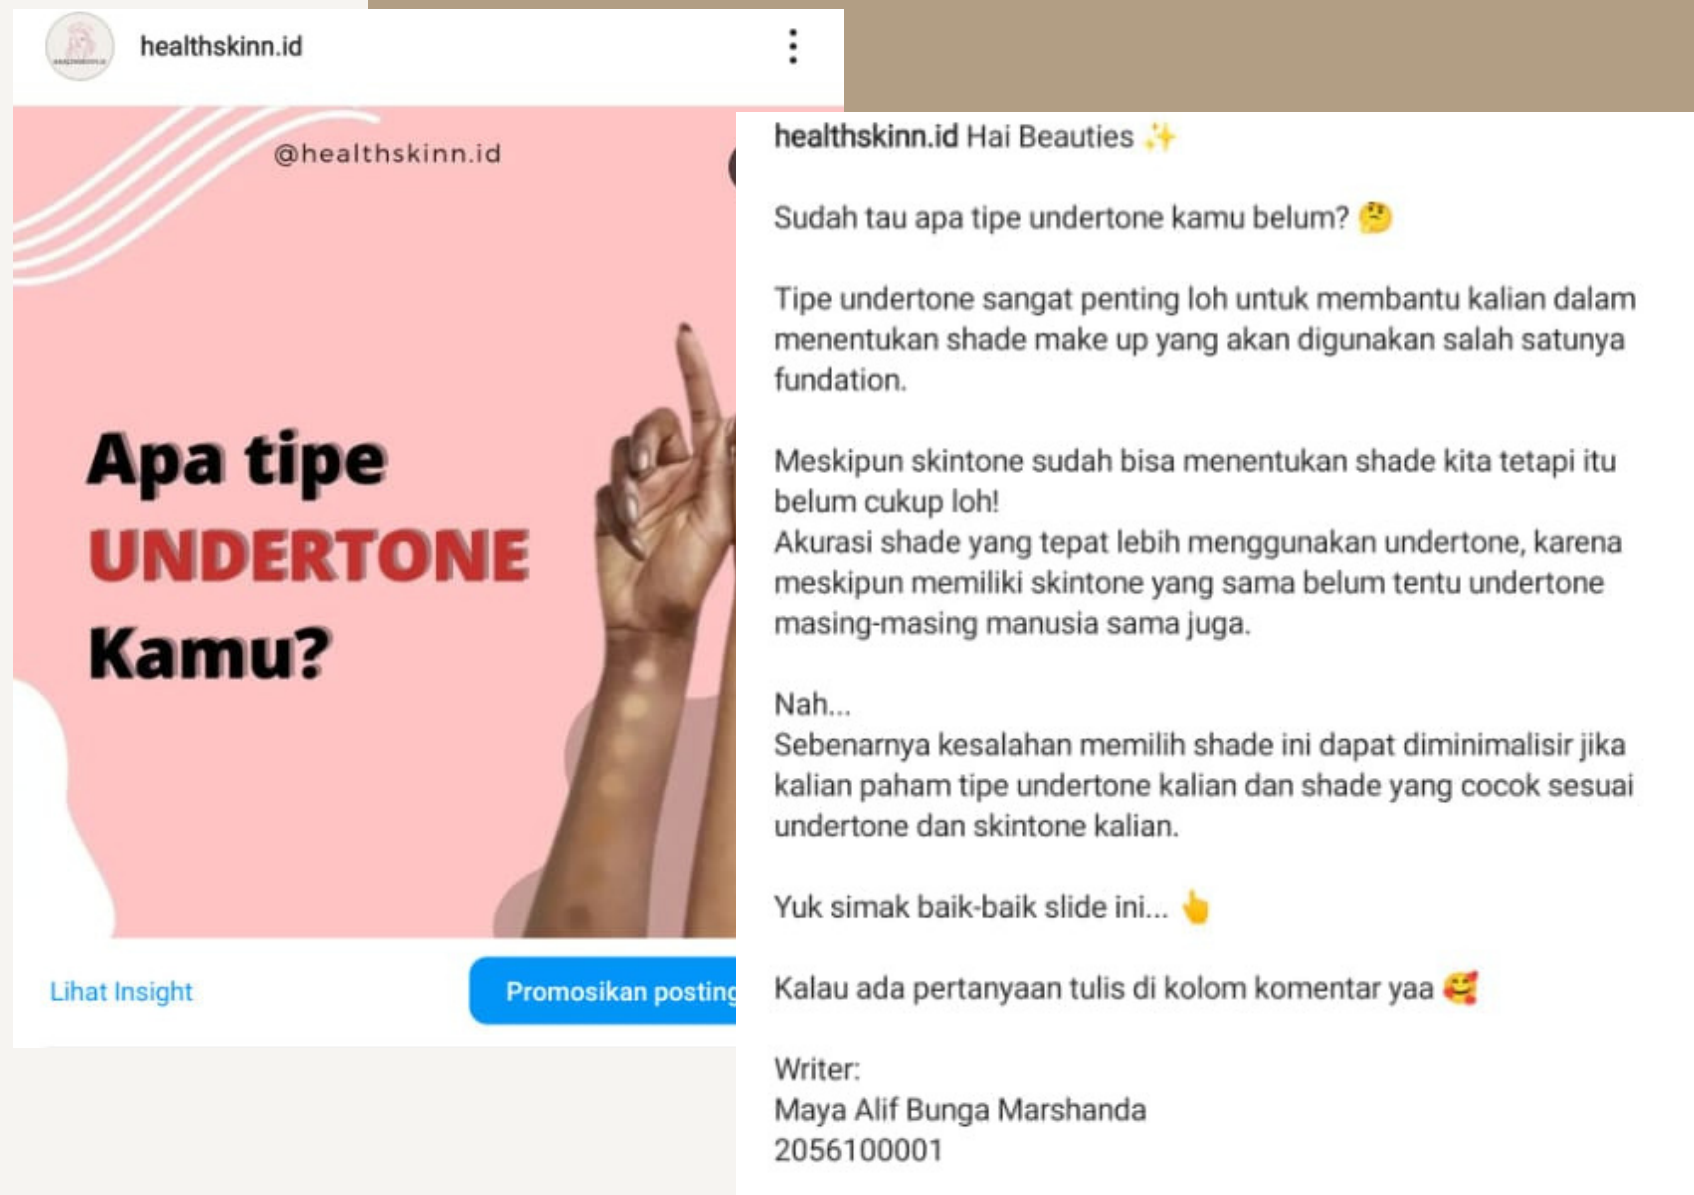 healthskinn.id
@healthskinn.id
Apa tipe
UNDERTONE
Kamu?
Lihat Insight
Promosikan posting
healthskinn.id Hai Beauties ✨
Sudah tau apa tipe undertone kamu belum? 🤔
Tipe undertone sangat penting loh untuk membantu kalian dalam
menentukan shade make up yang akan digunakan salah satunya
fundation.
Meskipun skintone sudah bisa menentukan shade kita tetapi itu
belum cukup loh!
Akurasi shade yang tepat lebih menggunakan undertone, karena
meskipun memiliki skintone yang sama belum tentu undertone
masing-masing manusia sama juga.
Nah...
Sebenarnya kesalahan memilih shade ini dapat diminimalisir jika
kalian paham tipe undertone kalian dan shade yang cocok sesuai
undertone dan skintone kalian.
Yuk simak baik-baik slide ini... 👆
Kalau ada pertanyaan tulis di kolom komentar yaa 🥰
Writer:
Maya Alif Bunga Marshanda
2056100001